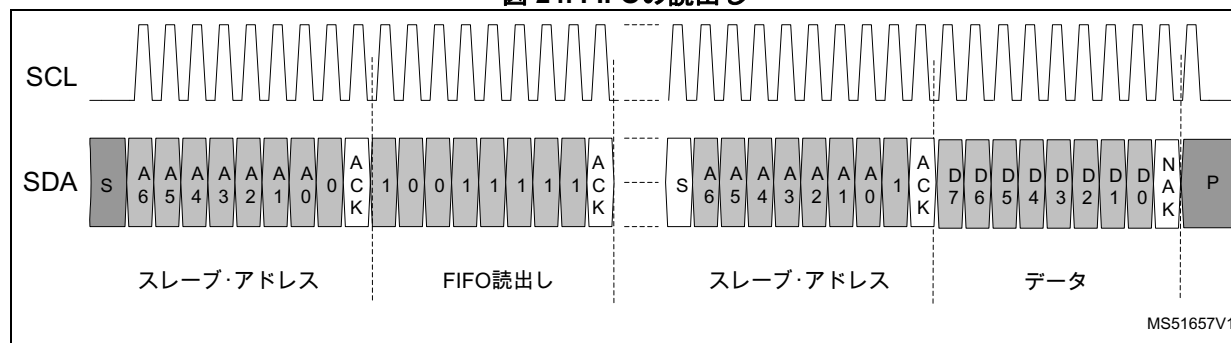 SCL
SDA S A6 A5 A4 A3 A2 A1 A0 0 ACK 1 0 0 1 1 1 1 1 ACK S A6 A5 A4 A3 A2 A1 A0 1 ACK D7 D6 D5 D4 D3 D2 D1 D0 NAK P
スレーブ·アドレス FIFO読出し スレーブ·アドレス データ
MS51657V1